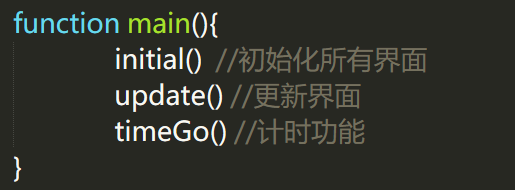 function main(){
initial() //初始化所有界面
update() //更新界面
timeGo() //计时功能
}